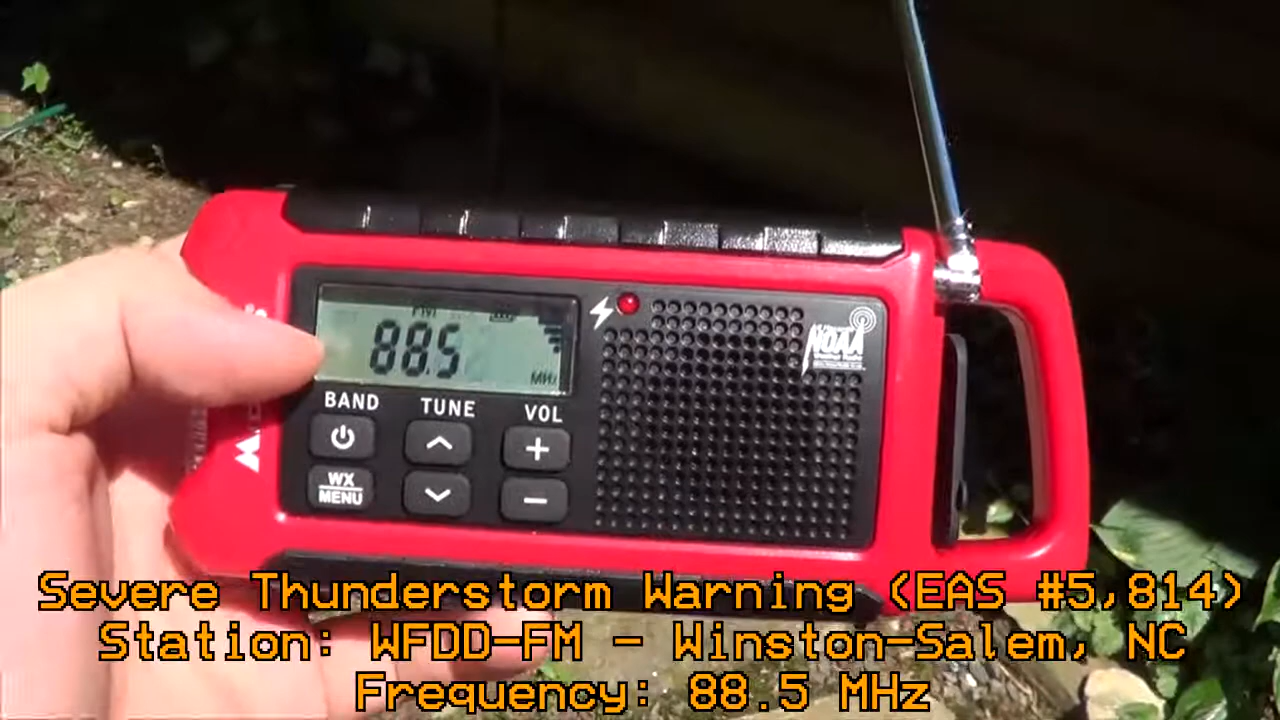 FM
88.5
MHz
NOAA
BAND
TUNE
VOL
WX
MENU
Severe Thunderstorm Warning (EAS #5,814)
Station: WFDD-FM - Winston-Salem, NC
Frequency: 88.5 MHz